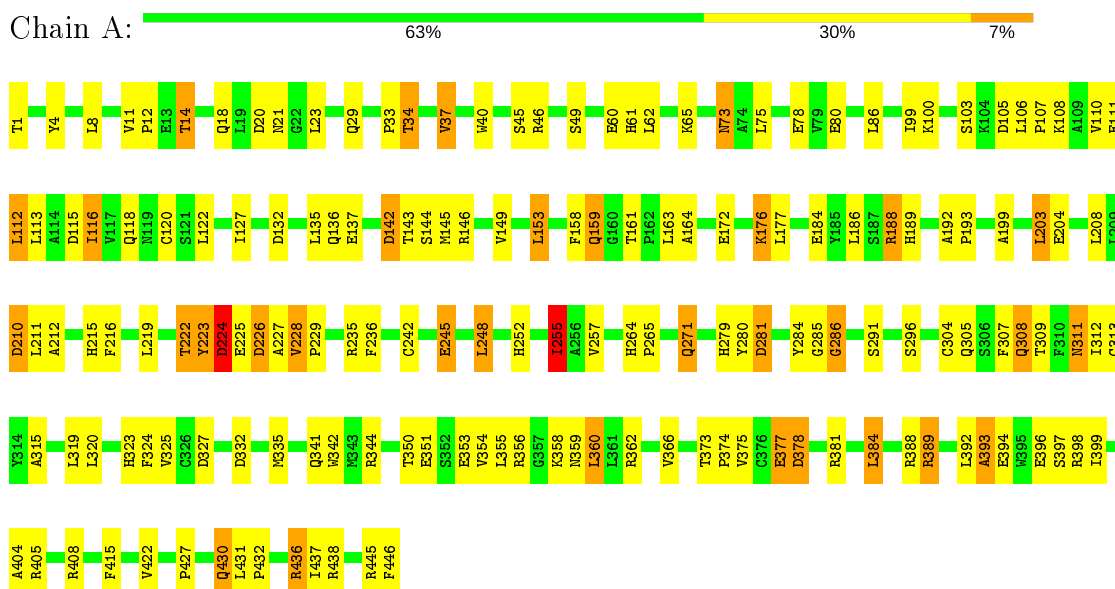 Chain A:
63% 30% 7%
T1 Y4 L8 V11 P12 E13 T14 Q18 L19 D20 N21 G22 L23 Q29 P33 T34 V37 W40 S45 R46 S49 E60 H61 L62 K65 N73 A74 L75 E78 V79 E80 L86 I99 K100 S103 K104 D105 L106 P107 K108 A109 V110
L112 L113 A114 D115 I116 V117 Q118 N119 C120 S121 L122 I127 D132 L135 Q136 E137 D142 T143 S144 M145 R146 V149 L153 F158 Q159 G160 T161 P162 L163 A164 E172 K176 L177 E184 Y185 L186 S187 R188 H189 A192 P193 A199 L203 E204 L208
D210 L211 A212 H215 F216 L219 T222 Y223 D224 E225 D226 A227 V228 P229 R235 F236 C242 E245 L248 H252 I255 A256 V257 H264 P265 Q271 H279 Y280 D281 Y284 G285 G286 S291 S296 C304 Q305 S306 F307 Q308 T309 F310 N311 I312
Y314 A315 L319 L320 H323 F324 V325 C326 D327 D332 M335 Q341 W342 M343 R344 T350 E351 S352 E353 V354 L355 R356 G357 K358 N359 L360 L361 R362 V366 T373 P374 V375 C376 E377 D378 R381 L384 R388 R389 L392 A393 E394 W395 E396 S397 R398 I399
A404 R405 R408 F415 V422 P427 Q430 L431 P432 R436 I437 R438 R445 F446